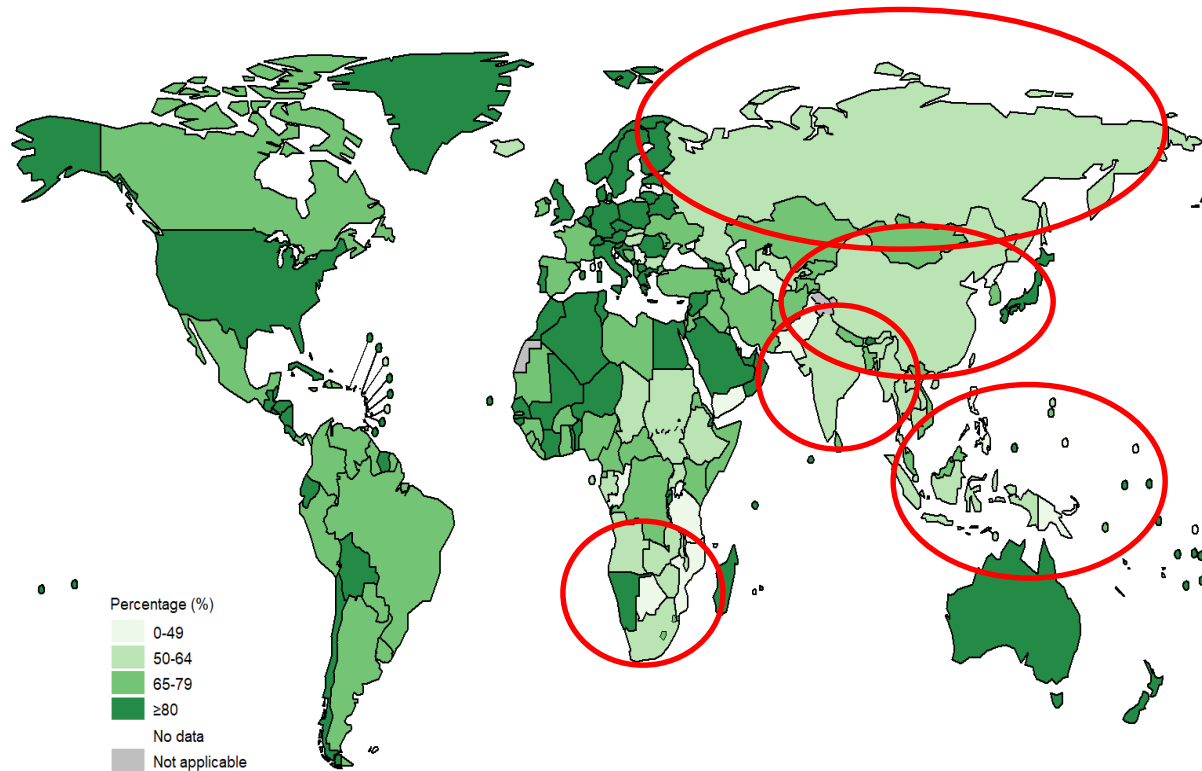 Percentage (%)
0-49
50-64
65-79
≥80
No data
Not applicable